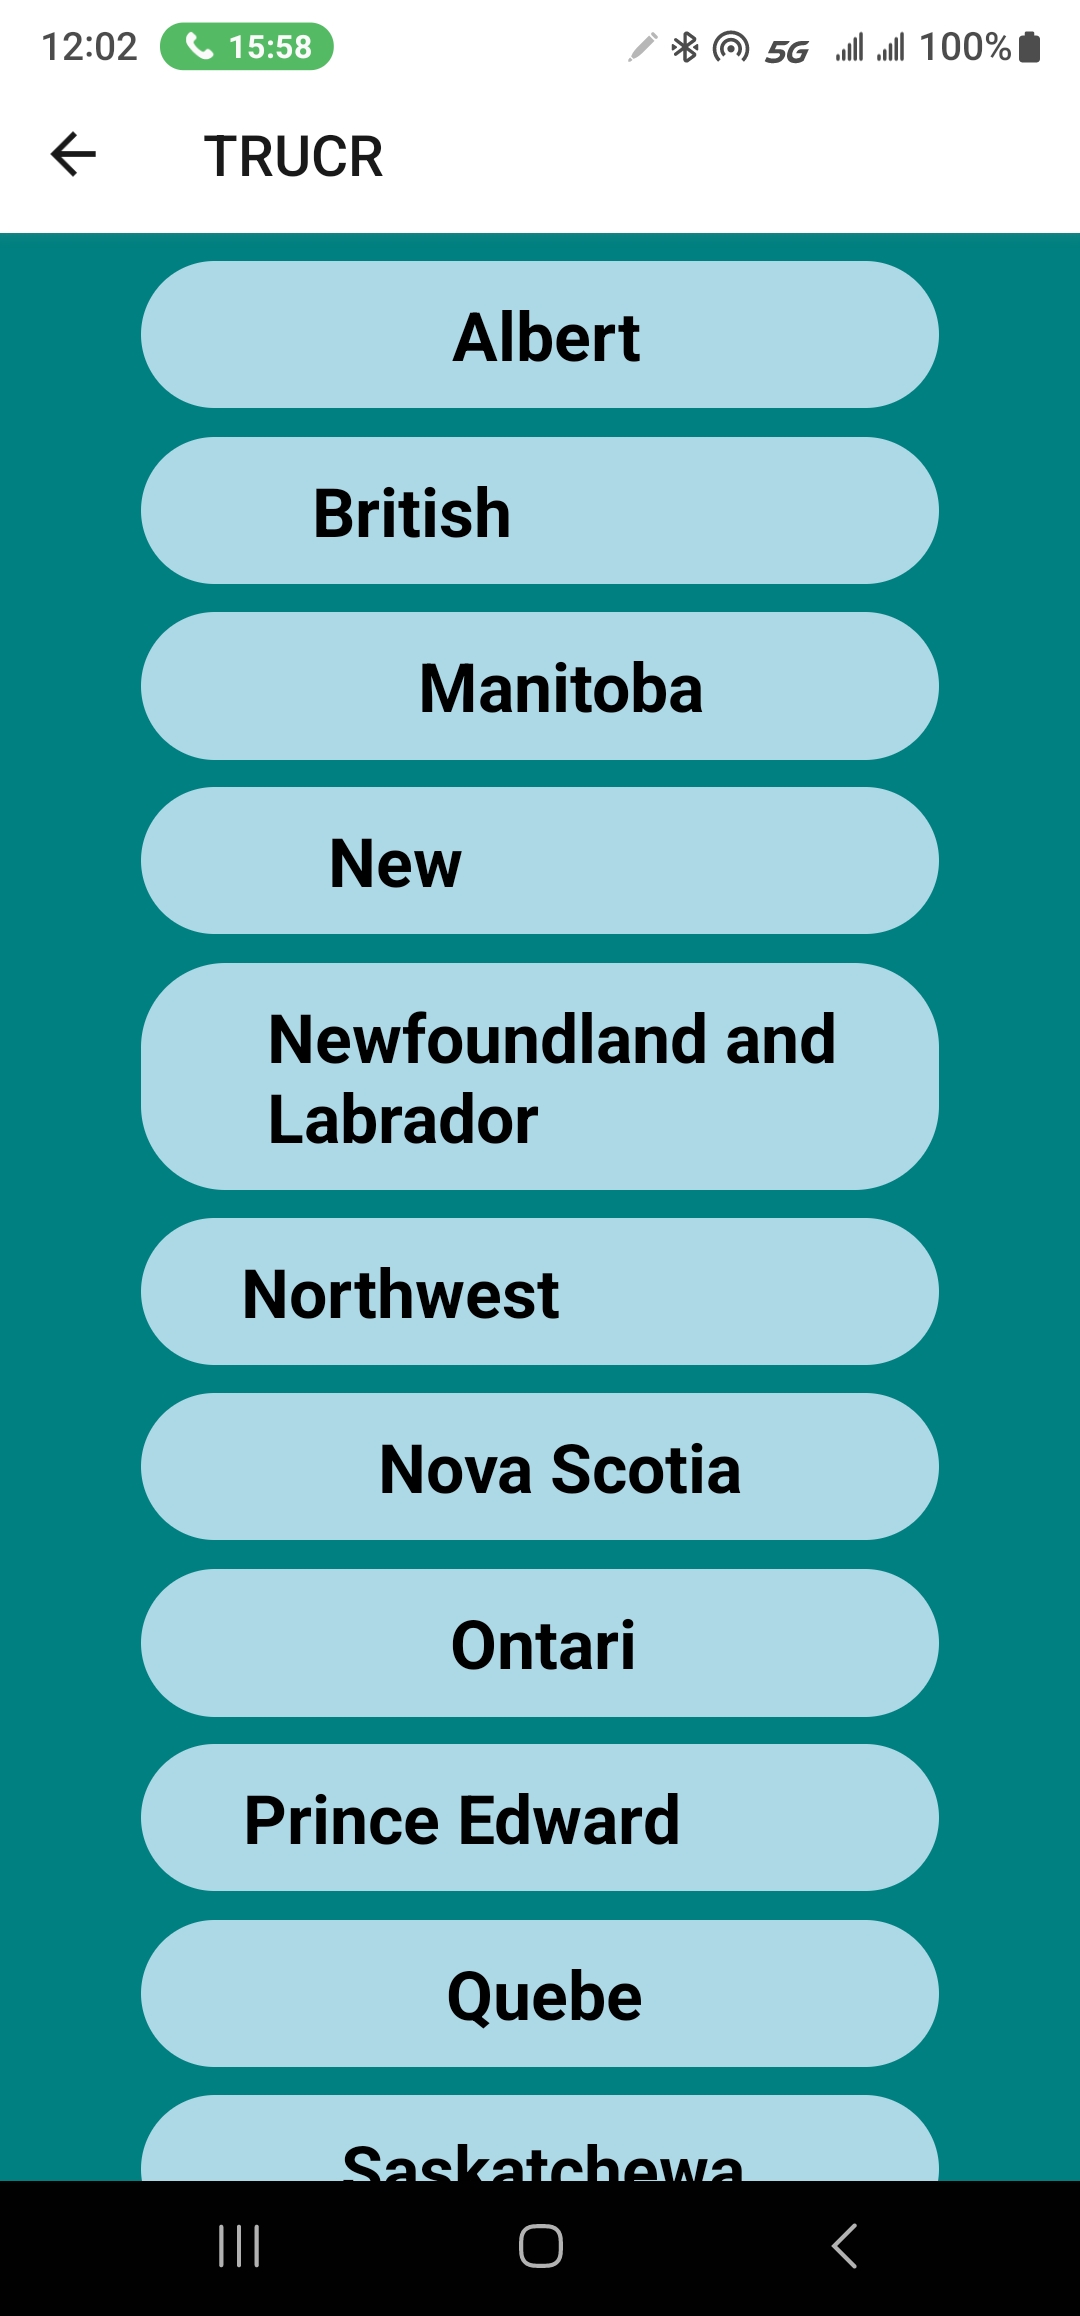 12:02 15:58 5G 100%
TRUCR
Albert
British
Manitoba
New
Newfoundland and
Labrador
Northwest
Nova Scotia
Ontari
Prince Edward
Quebe
Saskatchewa